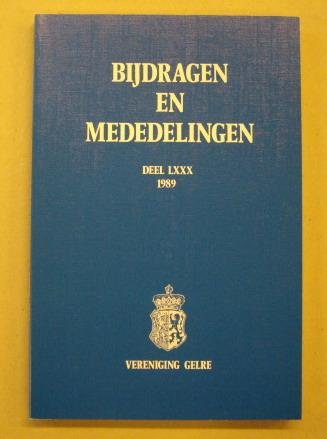 BIJDRAGEN
EN
MEDEDELINGEN
DEEL LXXX
1989
VERENIGING GELRE